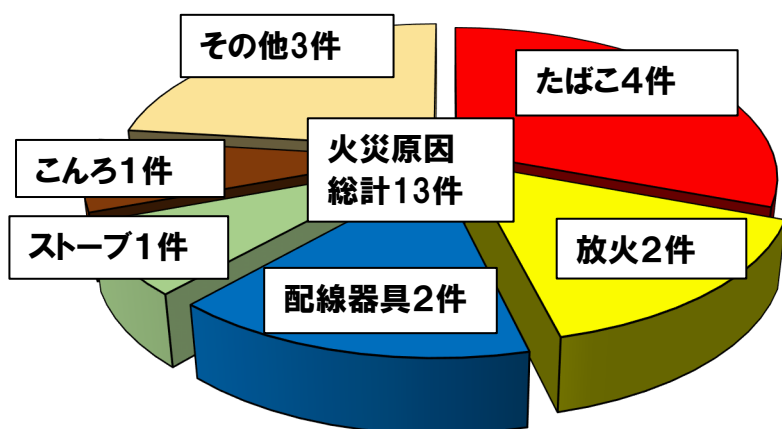 その他3件
たばこ4件
火災原因
総計13件
こんろ1件
ストーブ1件
放火2件
配線器具2件